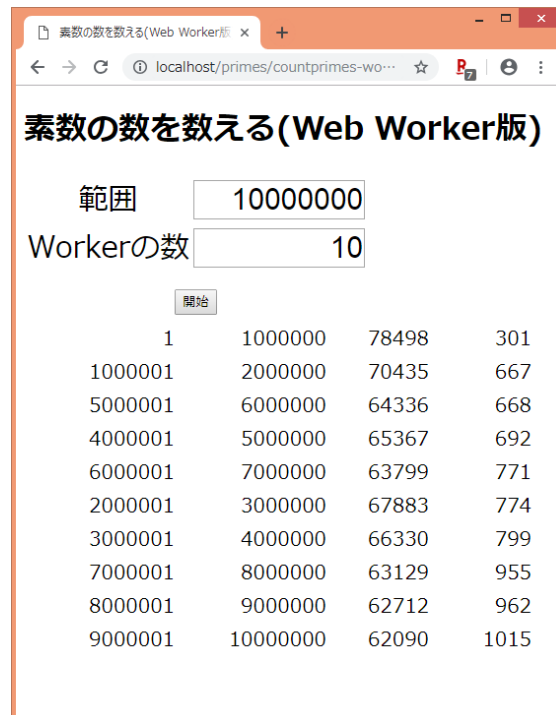 素数の数を数える(Web Worker版
localhost/primes/countprimes-wo…
7
素数の数を数える(Web Worker版)
範囲 10000000
Workerの数 10
開始
1 1000000 78498 301
1000001 2000000 70435 667
5000001 6000000 64336 668
4000001 5000000 65367 692
6000001 7000000 63799 771
2000001 3000000 67883 774
3000001 4000000 66330 799
7000001 8000000 63129 955
8000001 9000000 62712 962
9000001 10000000 62090 1015